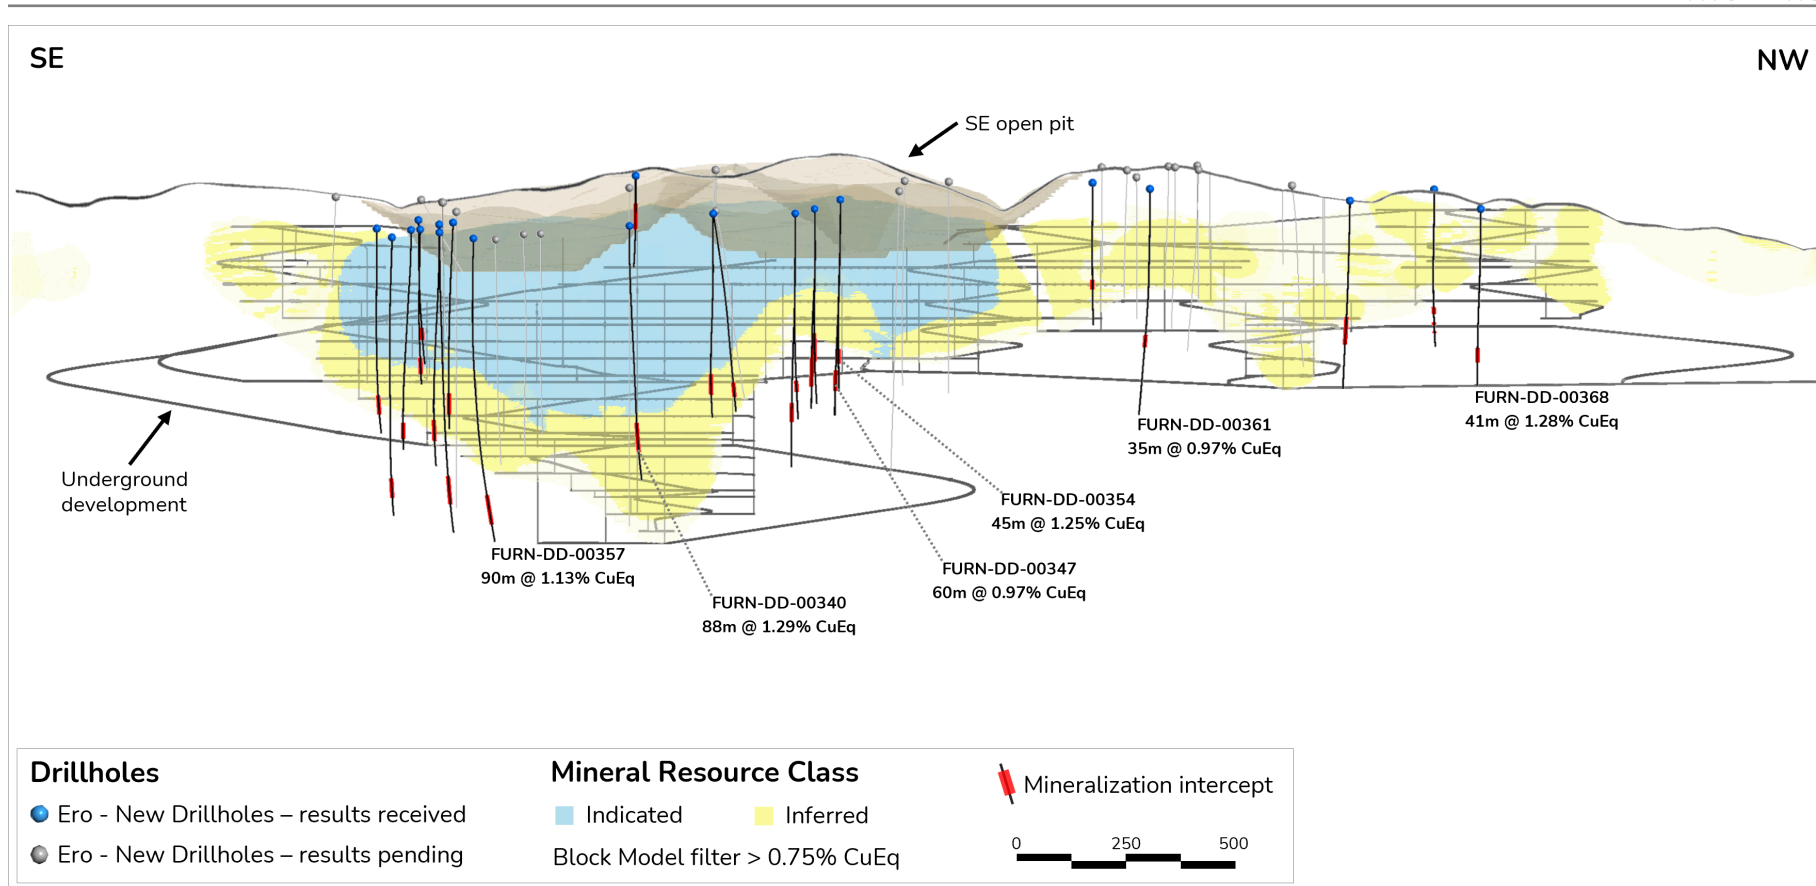 SE
NW
SE open pit
Underground
development
FURN-DD-00368
41m @ 1.28% CuEq
FURN-DD-00361
35m @ 0.97% CuEq
FURN-DD-00354
45m @ 1.25% CuEq
FURN-DD-00357
90m @ 1.13% CuEq
FURN-DD-00347
60m @ 0.97% CuEq
FURN-DD-00340
88m @ 1.29% CuEq
Drillholes
Ero - New Drillholes – results received
Ero - New Drillholes – results pending
Mineral Resource Class
Indicated
Inferred
Block Model filter > 0.75% CuEq
Mineralization intercept
0 250 500